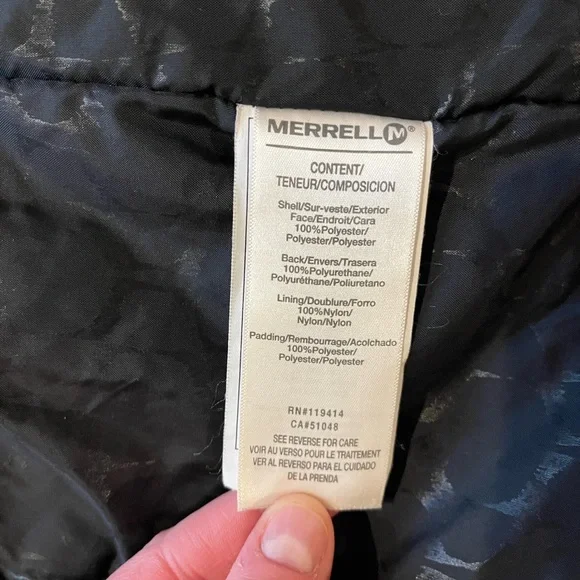 MERRELL M®
CONTENT/
TENEUR/COMPOSICION
Shell/Sur-veste/Exterior
Face/Endroit/Cara
100%Polyester/
Polyester/Polyester
Back/Envers/Trasera
100%Polyurethane/
Polyuréthane/Poliuretano
Lining/Doublure/Forro
100%Nylon/
Nylon/Nylon
Padding/Rembourrage/Acolchado
100%Polyester/
Polyester/Polyester
RN#119414
CA#51048
SEE REVERSE FOR CARE
VOIR AU VERSO POUR LE TRAITEMENT
VER AL REVERSO PARA EL CUIDADO
DE LA PRENDA